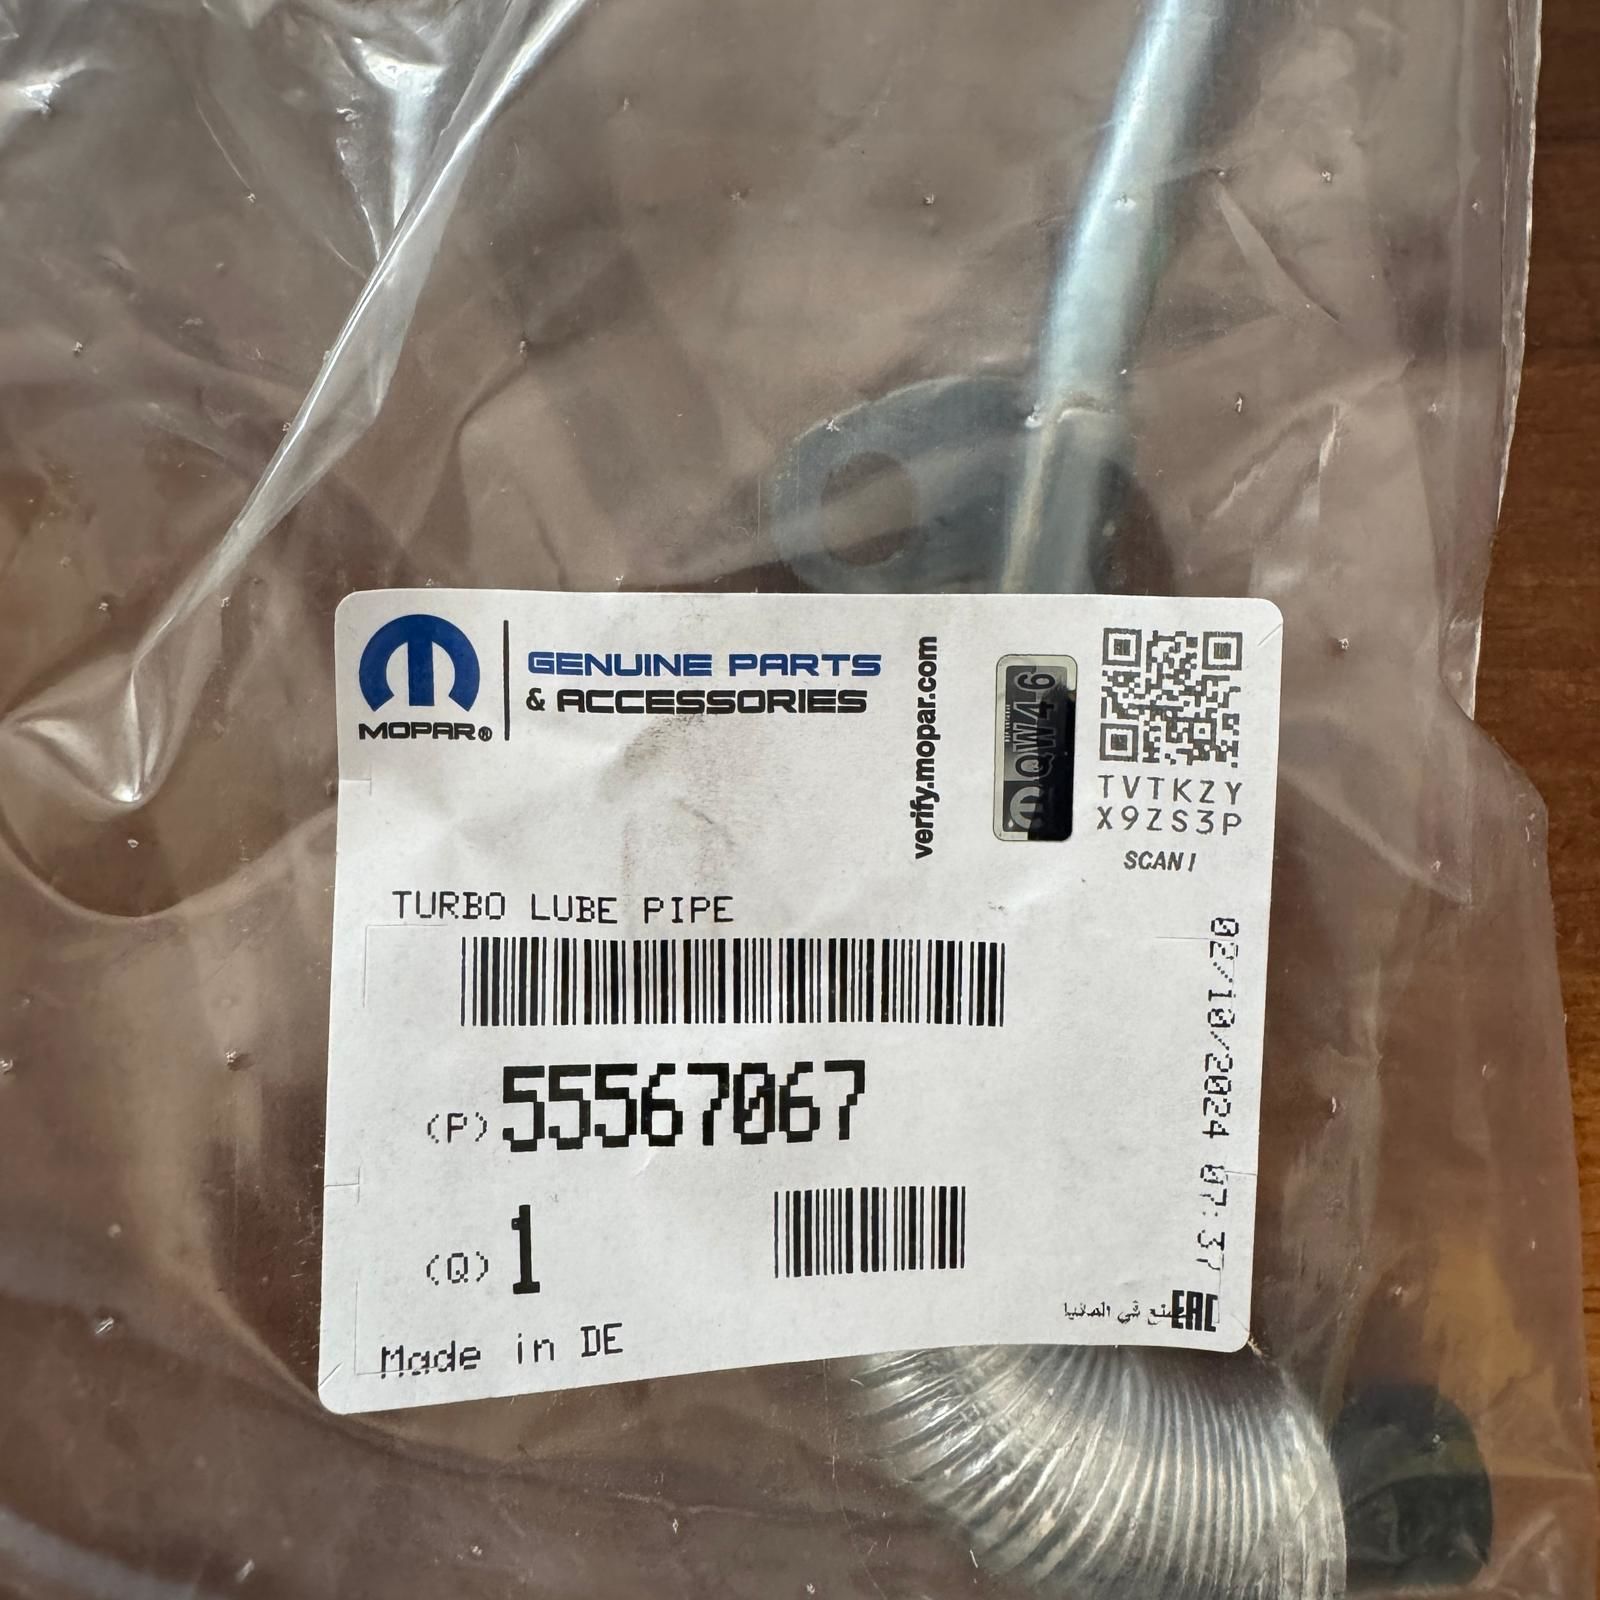 MOPAR®
GENUINE PARTS
& ACCESSORIES
verify.mopar.com
QW46
TVTKZY
X9ZS3P
SCAN!
TURBO LUBE PIPE
02/10/2024 07:37
(P) 55567067
(Q) 1
Made in DE
صنع في المانيا
EAC